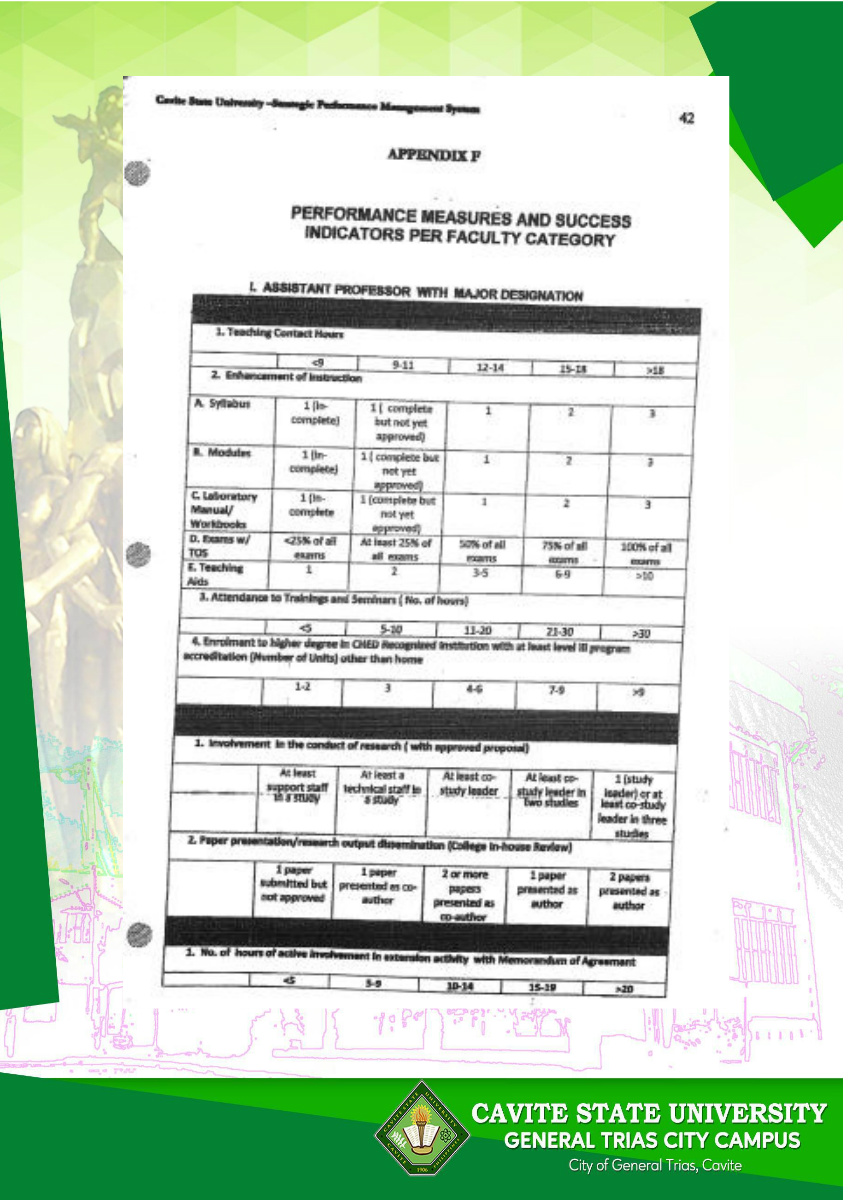 Cavite State University –Strategic Performance Management System
42
APPENDIX F
PERFORMANCE MEASURES AND SUCCESS
INDICATORS PER FACULTY CATEGORY
I. ASSISTANT PROFESSOR WITH MAJOR DESIGNATION
1. Teaching Contact Hours
<9 9-11 12-14 15-18 >18
2. Enhancement of Instruction
A. Syllabus 1 (In- 1 ( complete 1 2 3
complete) but not yet
approved)
B. Modules 1 (In- 1 ( complete but 1 2 3
complete) not yet
approved)
C. Laboratory 1 (In- 1 (complete but 1 2 3
Manual/ complete not yet
Workbooks approved)
D. Exams w/ <25% of all At least 25% of 50% of all 75% of all 100% of all
TOS exams all exams exams exams exams
E. Teaching 1 2 3-5 6-9 >10
Aids
3. Attendance to Trainings and Seminars ( No. of hours)
<5 5-10 11-20 21-30 >30
4. Enrolment to higher degree in CHED Recognized Institution with at least level III program
accreditation (Number of Units) other than home
1-2 3 4-6 7-9 >9
1. Involvement in the conduct of research ( with approved proposal)
At least At least a At least co- At least co- 1 (study
support staff technical staff in study leader study leader in leader) or at
in a study a study two studies least co-study
leader in three
studies
2. Paper presentation/research output dissemination (College In-house Review)
1 paper 1 paper 2 or more 1 paper 2 papers
submitted but presented as co- papers presented as presented as
not approved author presented as author author
co-author
1. No. of hours of active involvement in extension activity with Memorandum of Agreement
<5 5-9 10-14 15-19 >20
CAVITE STATE UNIVERSITY
GENERAL TRIAS CITY CAMPUS
City of General Trias, Cavite
1906